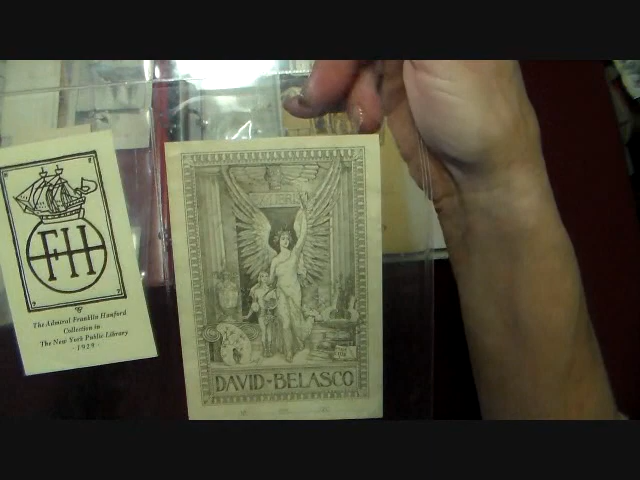 FH
The Admiral Franklin Hanford
Collection in
The New York Public Library
· 1929 ·
DAVID · BELASCO